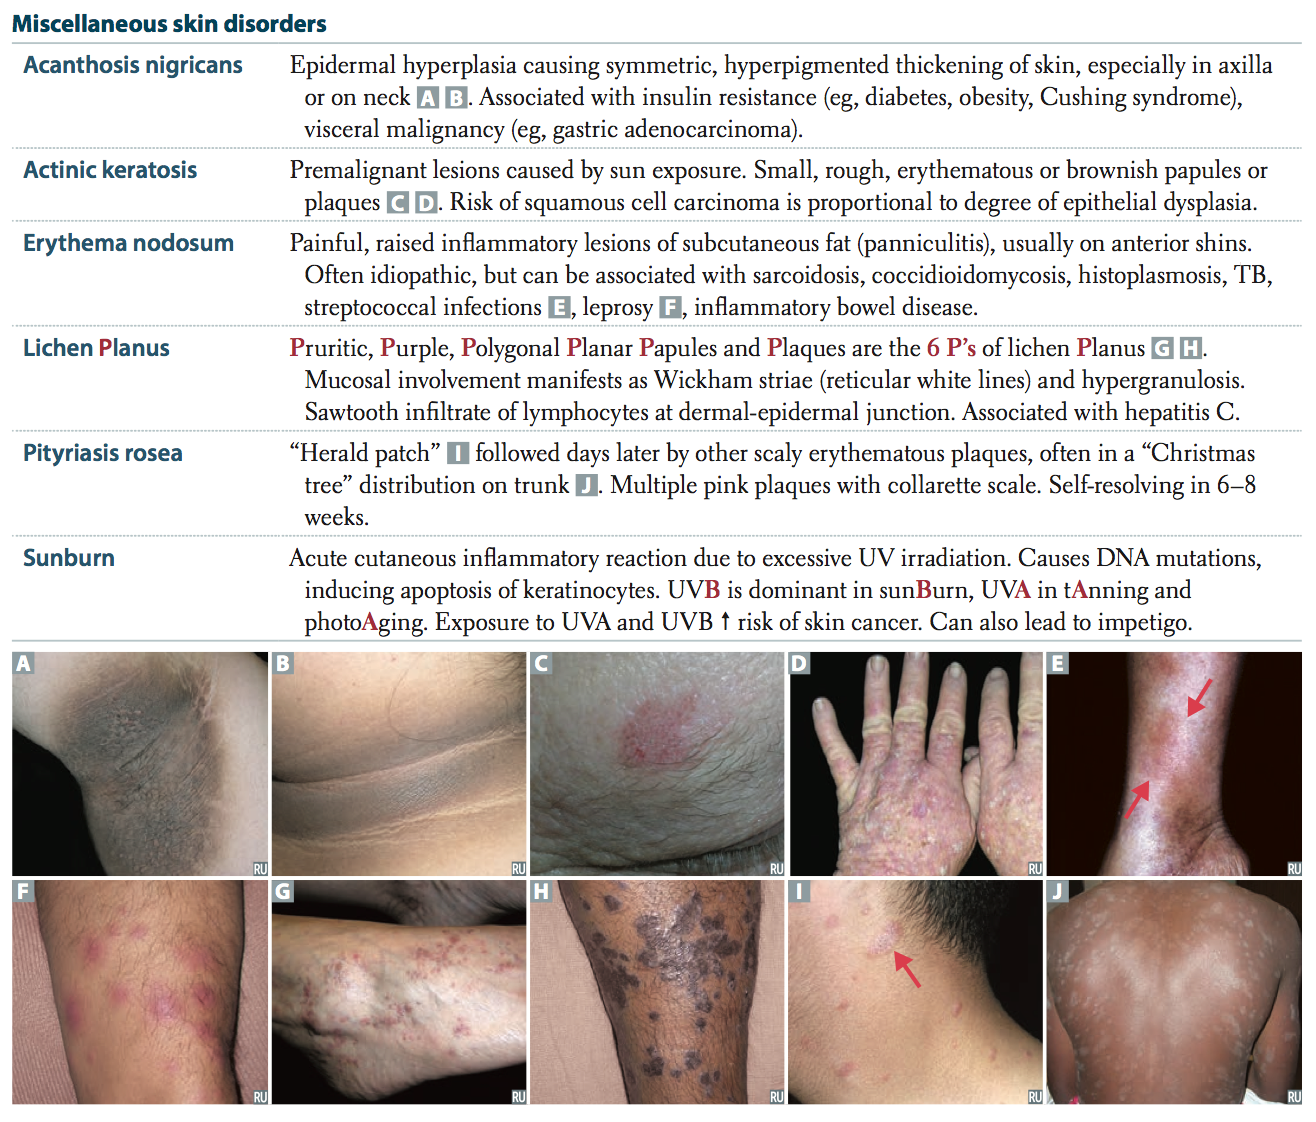 Miscellaneous skin disorders
Acanthosis nigricans
Epidermal hyperplasia causing symmetric, hyperpigmented thickening of skin, especially in axilla
or on neck A B. Associated with insulin resistance (eg, diabetes, obesity, Cushing syndrome),
visceral malignancy (eg, gastric adenocarcinoma).
Actinic keratosis
Premalignant lesions caused by sun exposure. Small, rough, erythematous or brownish papules or
plaques C D. Risk of squamous cell carcinoma is proportional to degree of epithelial dysplasia.
Erythema nodosum
Painful, raised inflammatory lesions of subcutaneous fat (panniculitis), usually on anterior shins.
Often idiopathic, but can be associated with sarcoidosis, coccidioidomycosis, histoplasmosis, TB,
streptococcal infections E, leprosy F, inflammatory bowel disease.
Lichen Planus
Pruritic, Purple, Polygonal Planar Papules and Plaques are the 6 P's of lichen Planus G H.
Mucosal involvement manifests as Wickham striae (reticular white lines) and hypergranulosis.
Sawtooth infiltrate of lymphocytes at dermal-epidermal junction. Associated with hepatitis C.
Pityriasis rosea
“Herald patch” I followed days later by other scaly erythematous plaques, often in a “Christmas
tree” distribution on trunk J. Multiple pink plaques with collarette scale. Self-resolving in 6–8
weeks.
Sunburn
Acute cutaneous inflammatory reaction due to excessive UV irradiation. Causes DNA mutations,
inducing apoptosis of keratinocytes. UVB is dominant in sunBurn, UVA in tAnning and
photoAging. Exposure to UVA and UVB ↑ risk of skin cancer. Can also lead to impetigo.
A
RU
B
RU
C
RU
D
RU
E
RU
F
RU
G
RU
H
RU
I
RU
J
RU